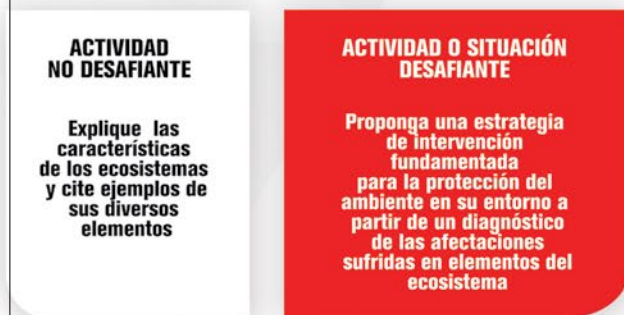 ACTIVIDAD
NO DESAFIANTE
Explique las
características
de los ecosistemas
y cite ejemplos de
sus diversos
elementos
ACTIVIDAD O SITUACIÓN
DESAFIANTE
Proponga una estrategia
de intervención
fundamentada
para la protección del
ambiente en su entorno a
partir de un diagnóstico
de las afectaciones
sufridas en elementos del
ecosistema